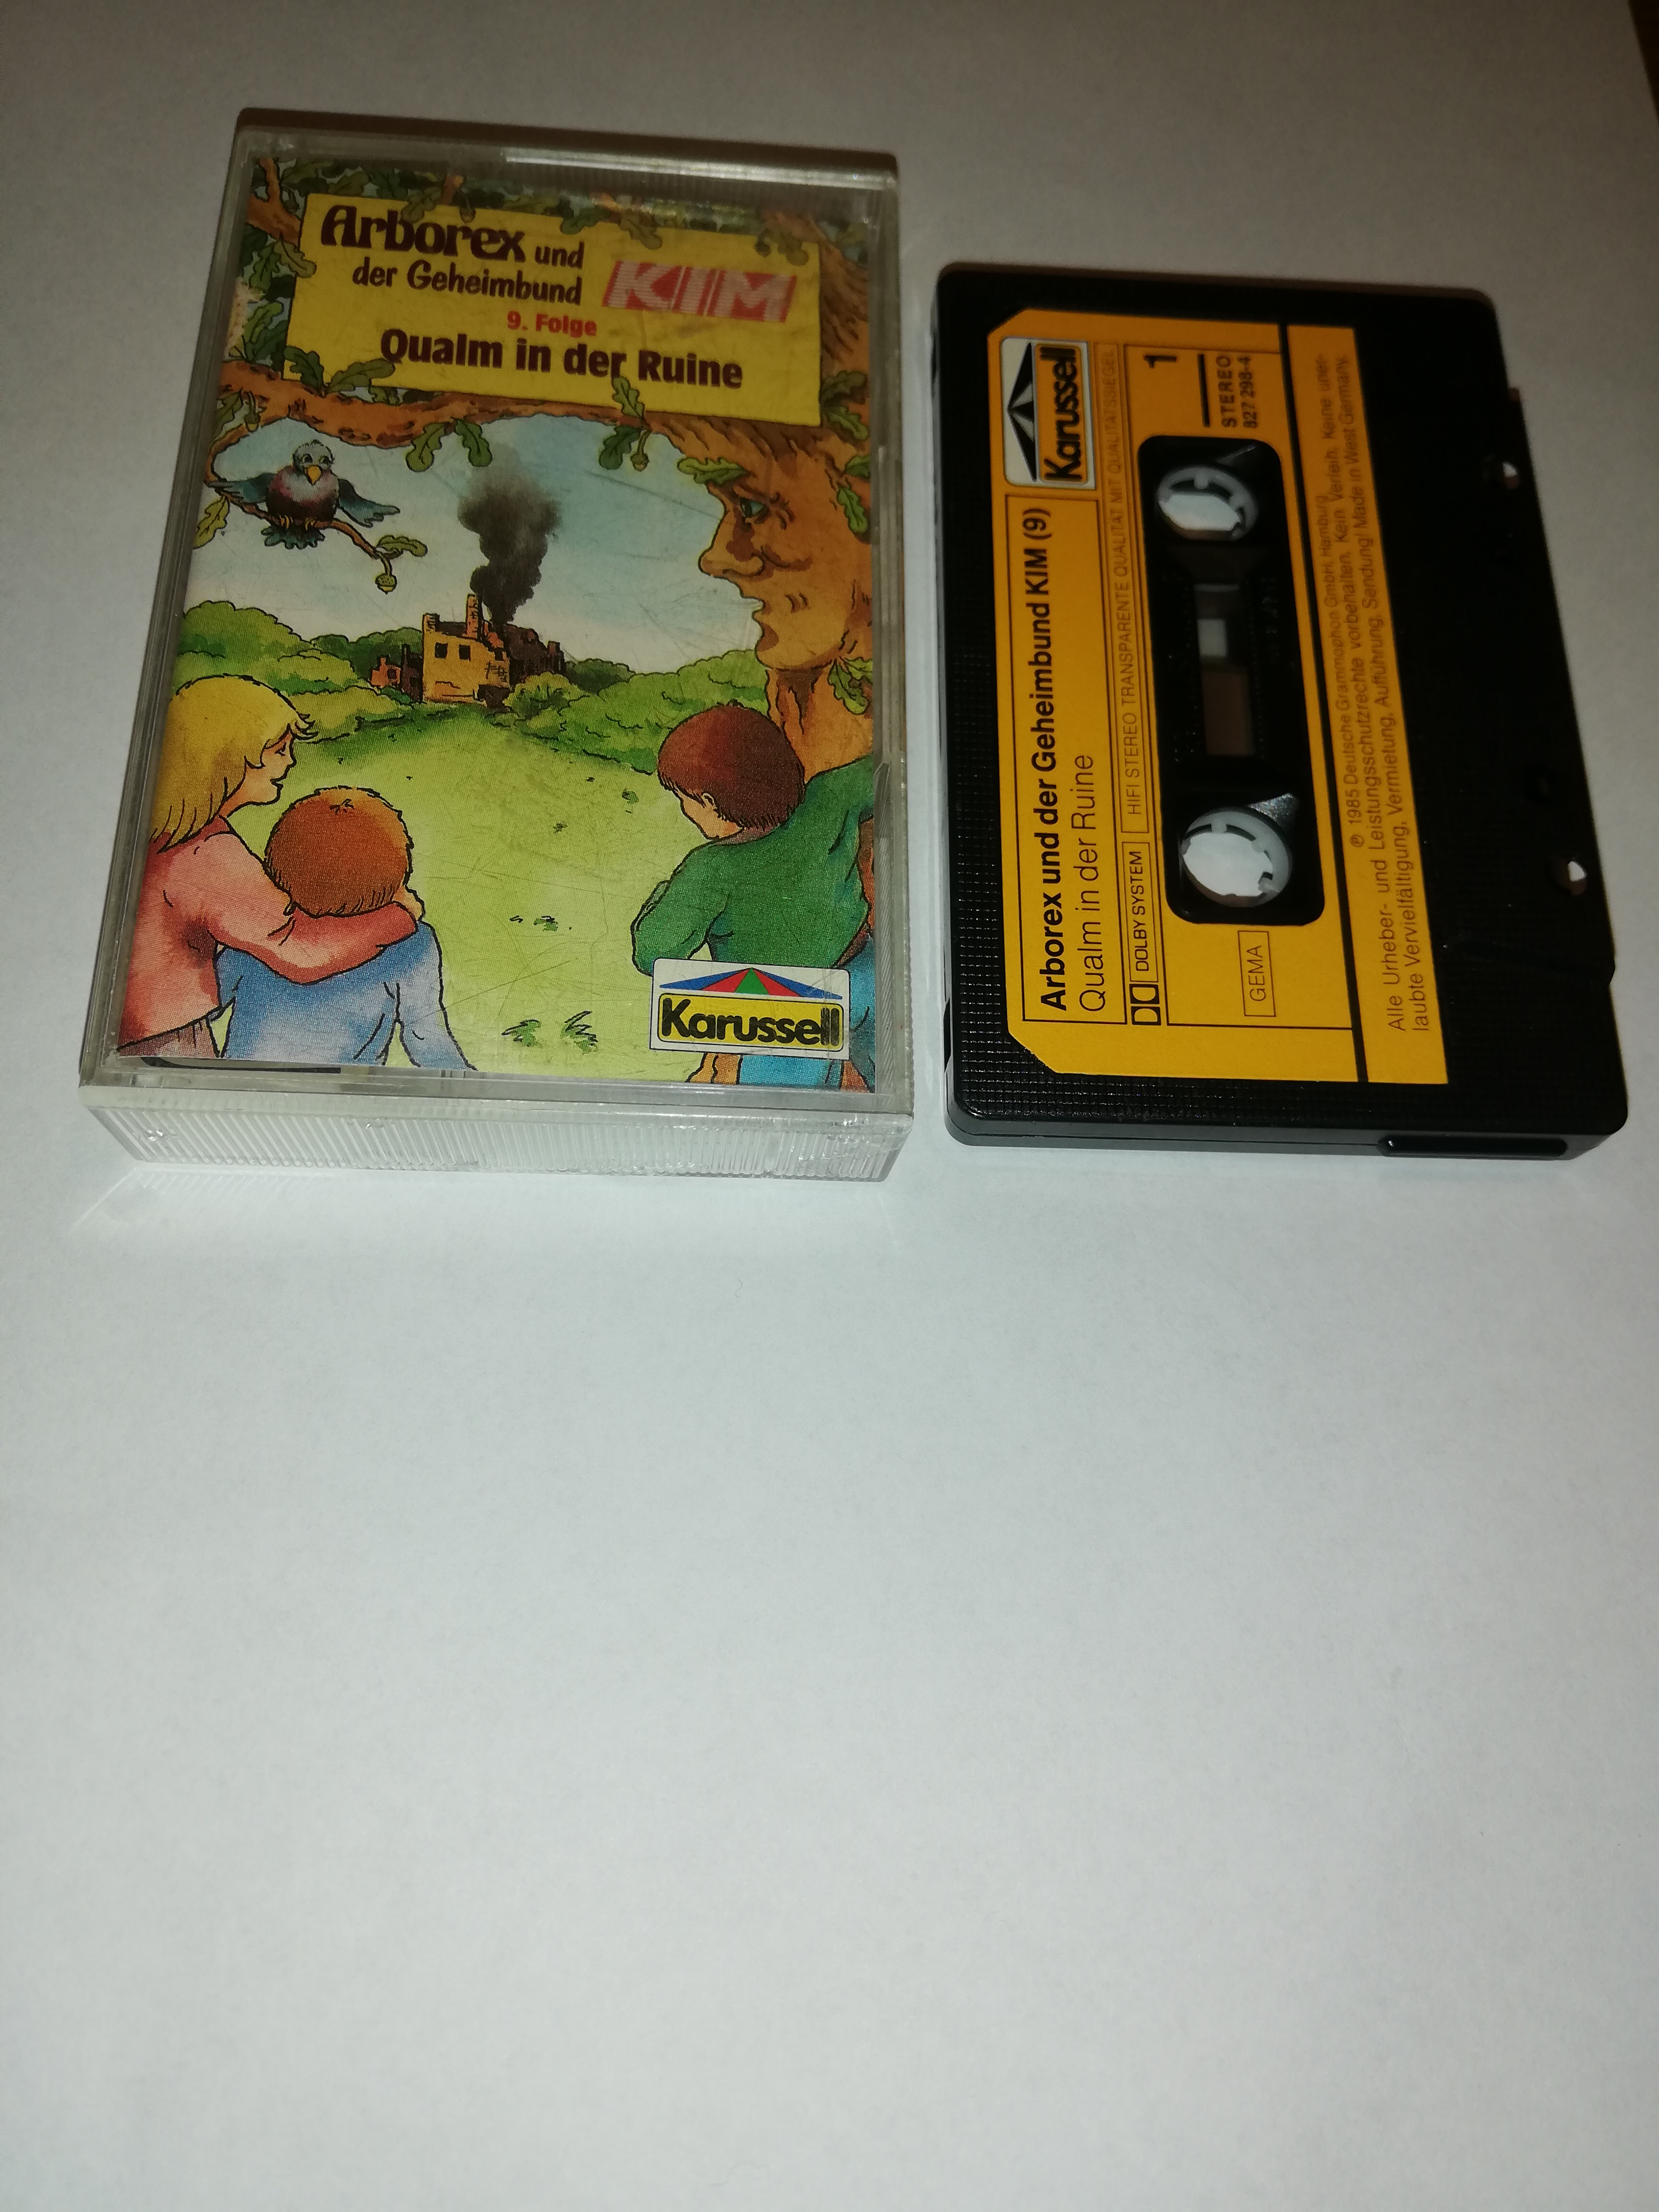 Arborex und
der Geheimbund KIM
9. Folge
Qualm in der Ruine
Karussell
Karussell
Arborex und der Geheimbund KIM (9)
Qualm in der Ruine
DOLBY SYSTEM HIFI STEREO TRANSPARENTE QUALITÄT MIT QUALITÄTSSIEGEL
1
STEREO
827 298-4
GEMA
℗ 1985 Deutsche Grammophon GmbH, Hamburg
Alle Urheber- und Leistungsschutzrechte vorbehalten. Kein Verleih. Keine uner-
laubte Vervielfältigung, Vermietung, Aufführung, Sendung! Made in West Germany.